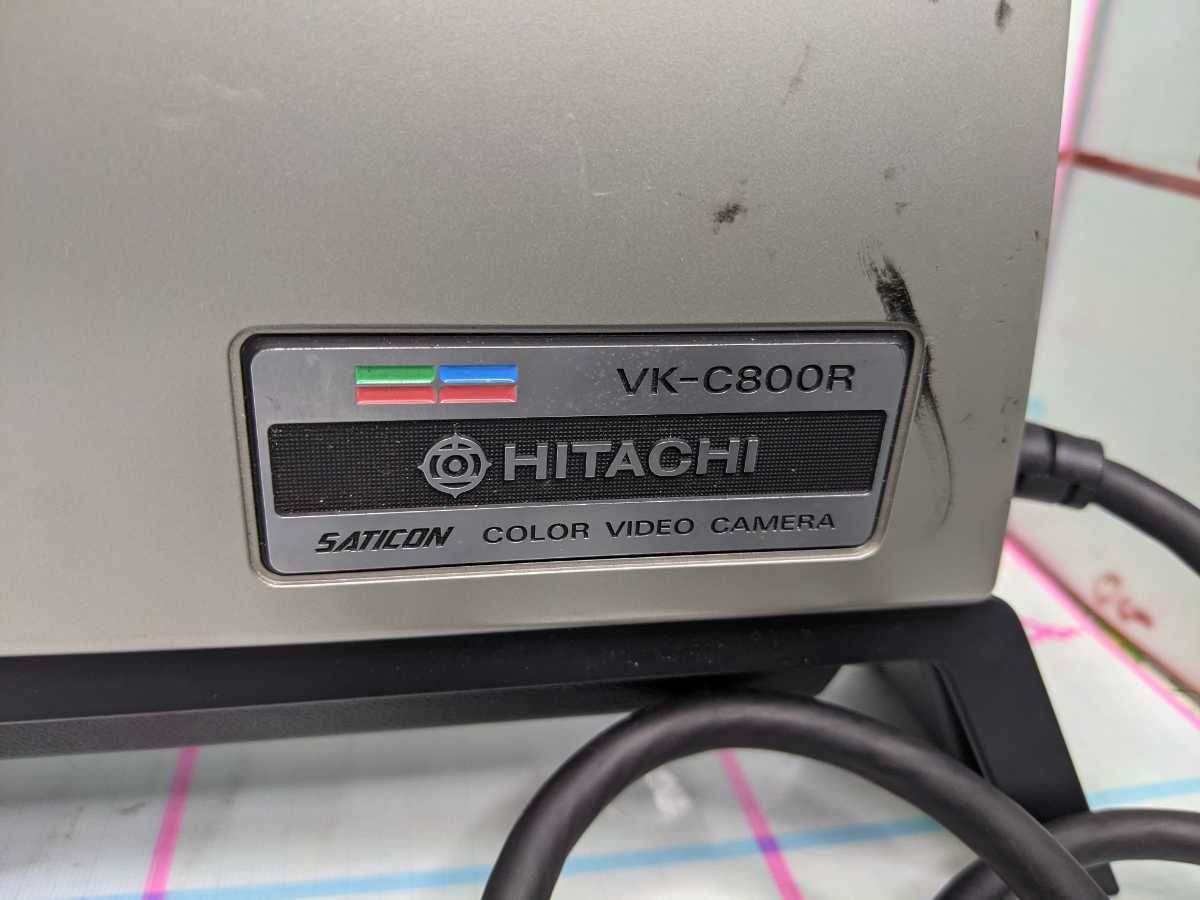 VK-C800R
HITACHI
SATICON COLOR VIDEO CAMERA